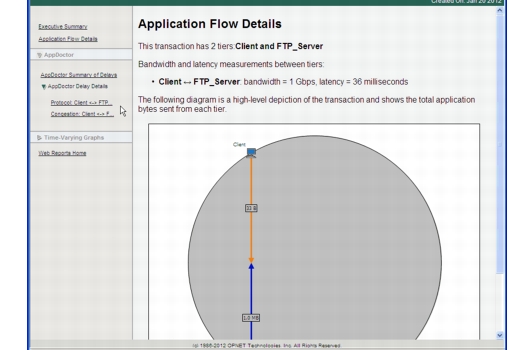 Created On: Jan 20 2012
Executive Summary
Application Flow Details
AppDoctor
AppDoctor Summary of Delays
AppDoctor Delay Details
Protocol: Client <-> FTP...
Congestion: Client <-> F...
Time-Varying Graphs
Web Reports Home
Application Flow Details
This transaction has 2 tiers:Client and FTP_Server
Bandwidth and latency measurements between tiers:
• Client ↔ FTP_Server: bandwidth = 1 Gbps, latency = 36 milliseconds
The following diagram is a high-level depiction of the transaction and shows the total application
bytes sent from each tier.
Client
1.0 MB
(c) 1995-2012 OPNET Technologies, Inc. All Rights Reserved.